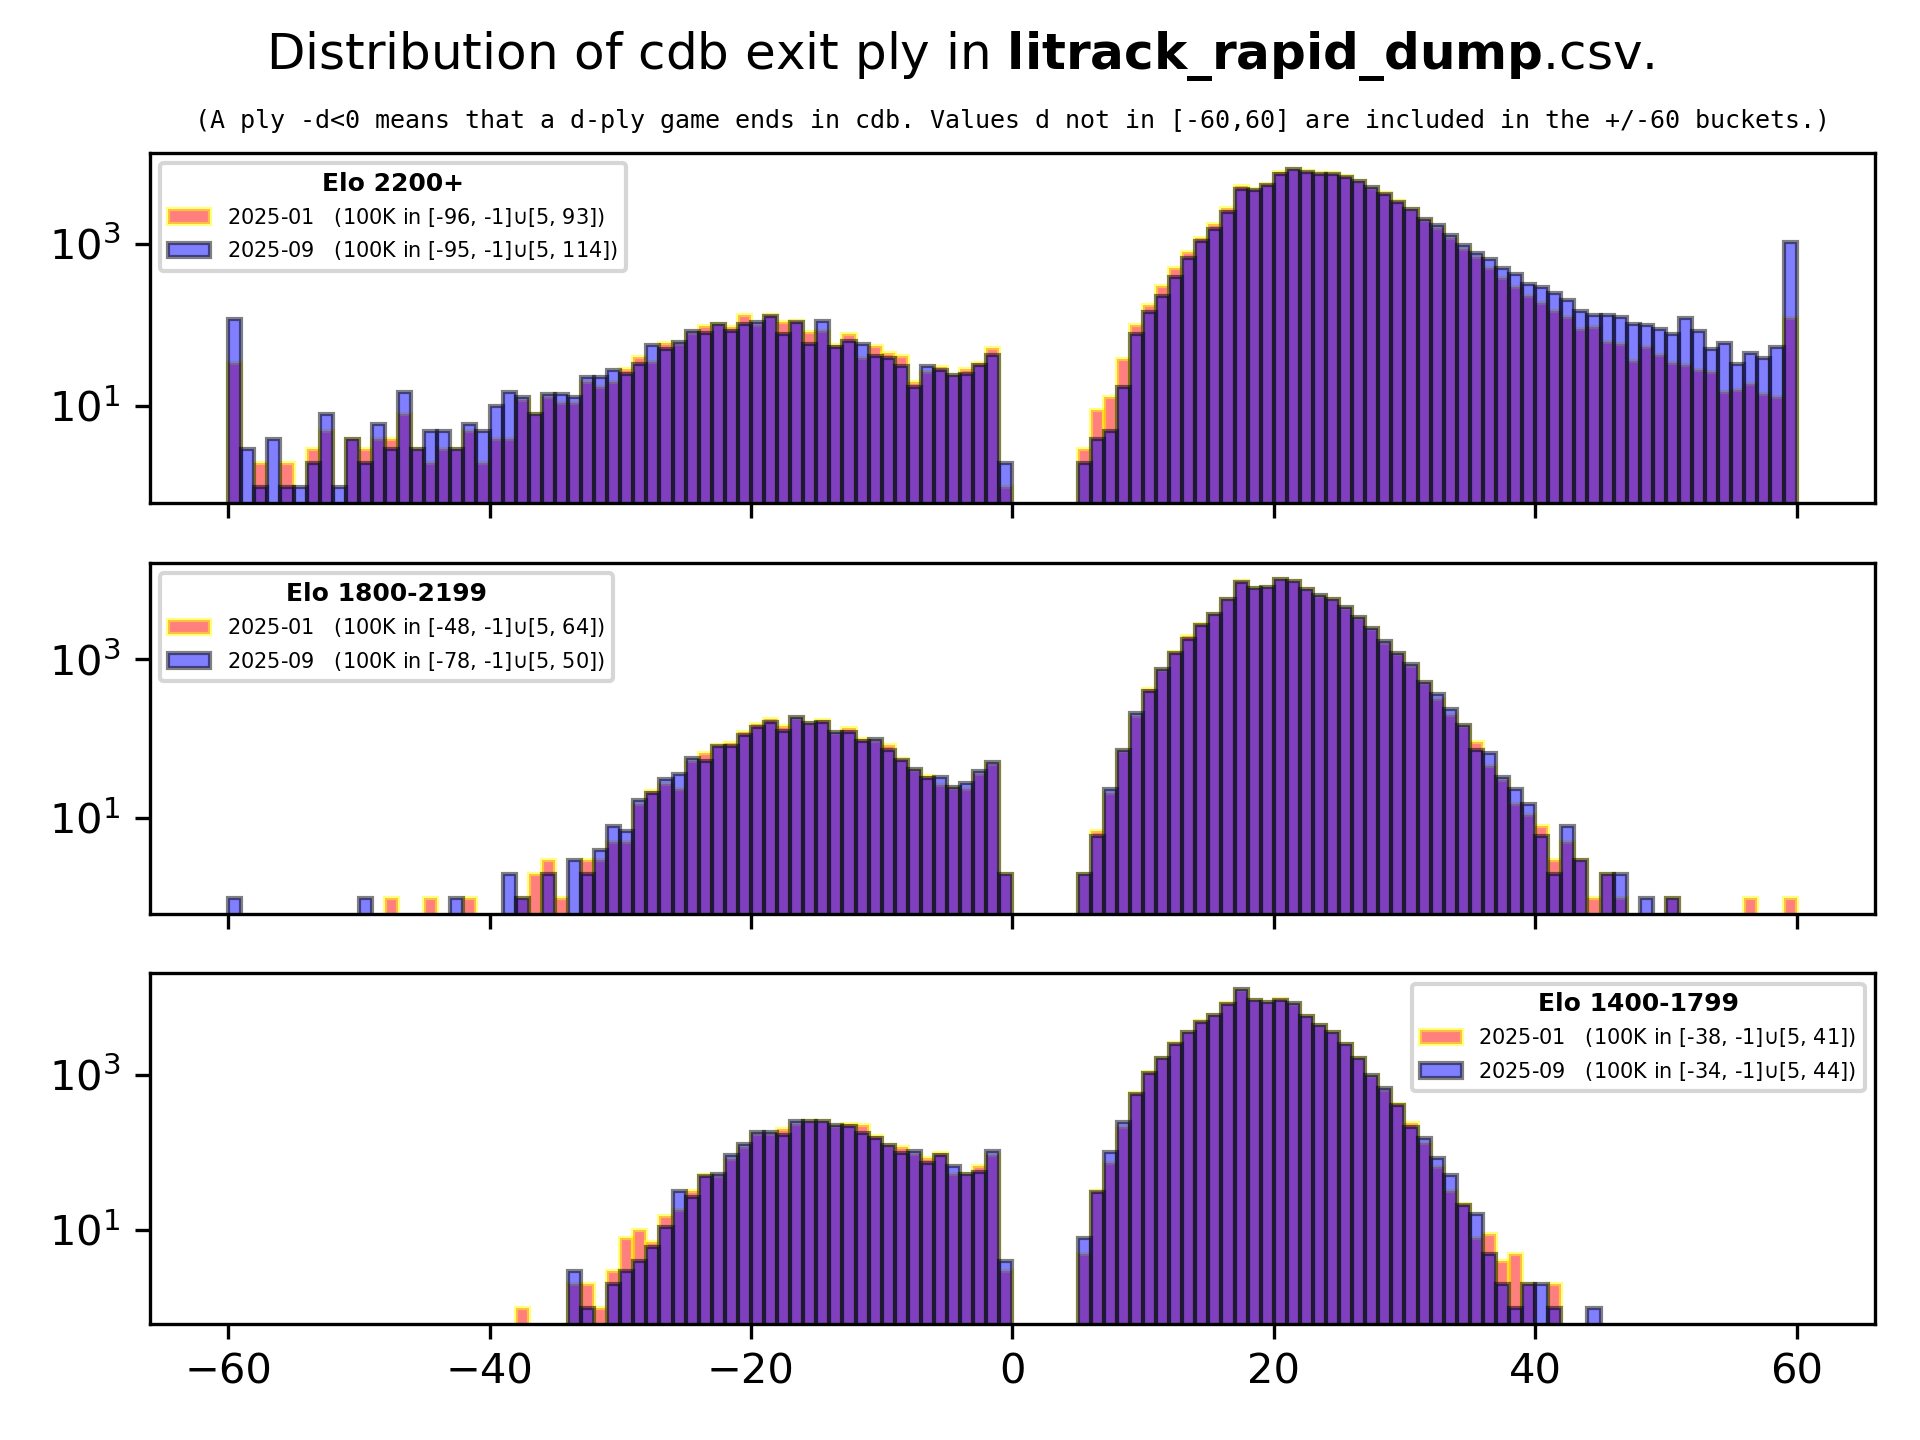 Distribution of cdb exit ply in litrack_rapid_dump.csv.
(A ply -d<0 means that a d-ply game ends in cdb. Values d not in [-60,60] are included in the +/-60 buckets.)
Elo 2200+
2025-01 (100K in [-96, -1]∪[5, 93])
2025-09 (100K in [-95, -1]∪[5, 114])
10³
10¹
Elo 1800-2199
2025-01 (100K in [-48, -1]∪[5, 64])
2025-09 (100K in [-78, -1]∪[5, 50])
10³
10¹
Elo 1400-1799
2025-01 (100K in [-38, -1]∪[5, 41])
2025-09 (100K in [-34, -1]∪[5, 44])
10³
10¹
−60 −40 −20 0 20 40 60